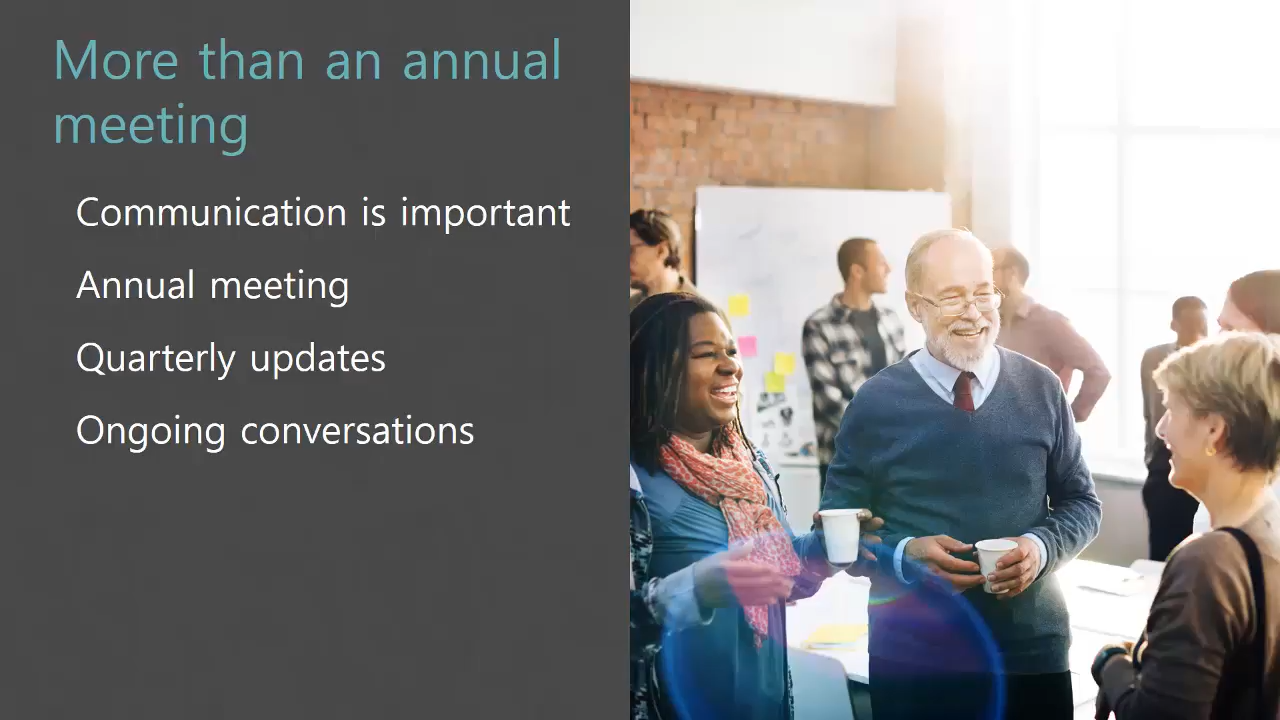 More than an annual
meeting
Communication is important
Annual meeting
Quarterly updates
Ongoing conversations